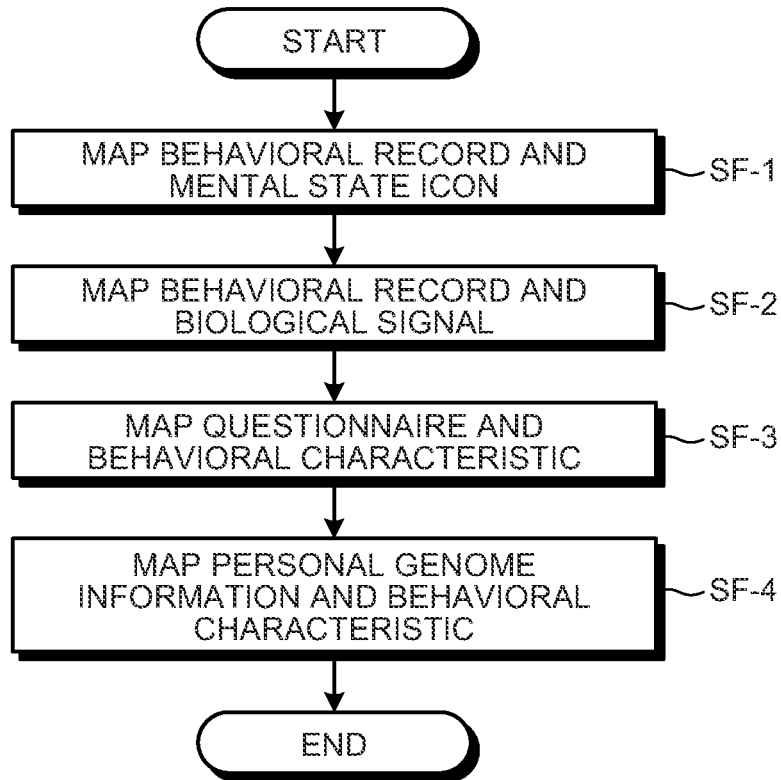 START
MAP BEHAVIORAL RECORD AND
MENTAL STATE ICON
SF-1
MAP BEHAVIORAL RECORD AND
BIOLOGICAL SIGNAL
SF-2
MAP QUESTIONNAIRE AND
BEHAVIORAL CHARACTERISTIC
SF-3
MAP PERSONAL GENOME
INFORMATION AND BEHAVIORAL
CHARACTERISTIC
SF-4
END